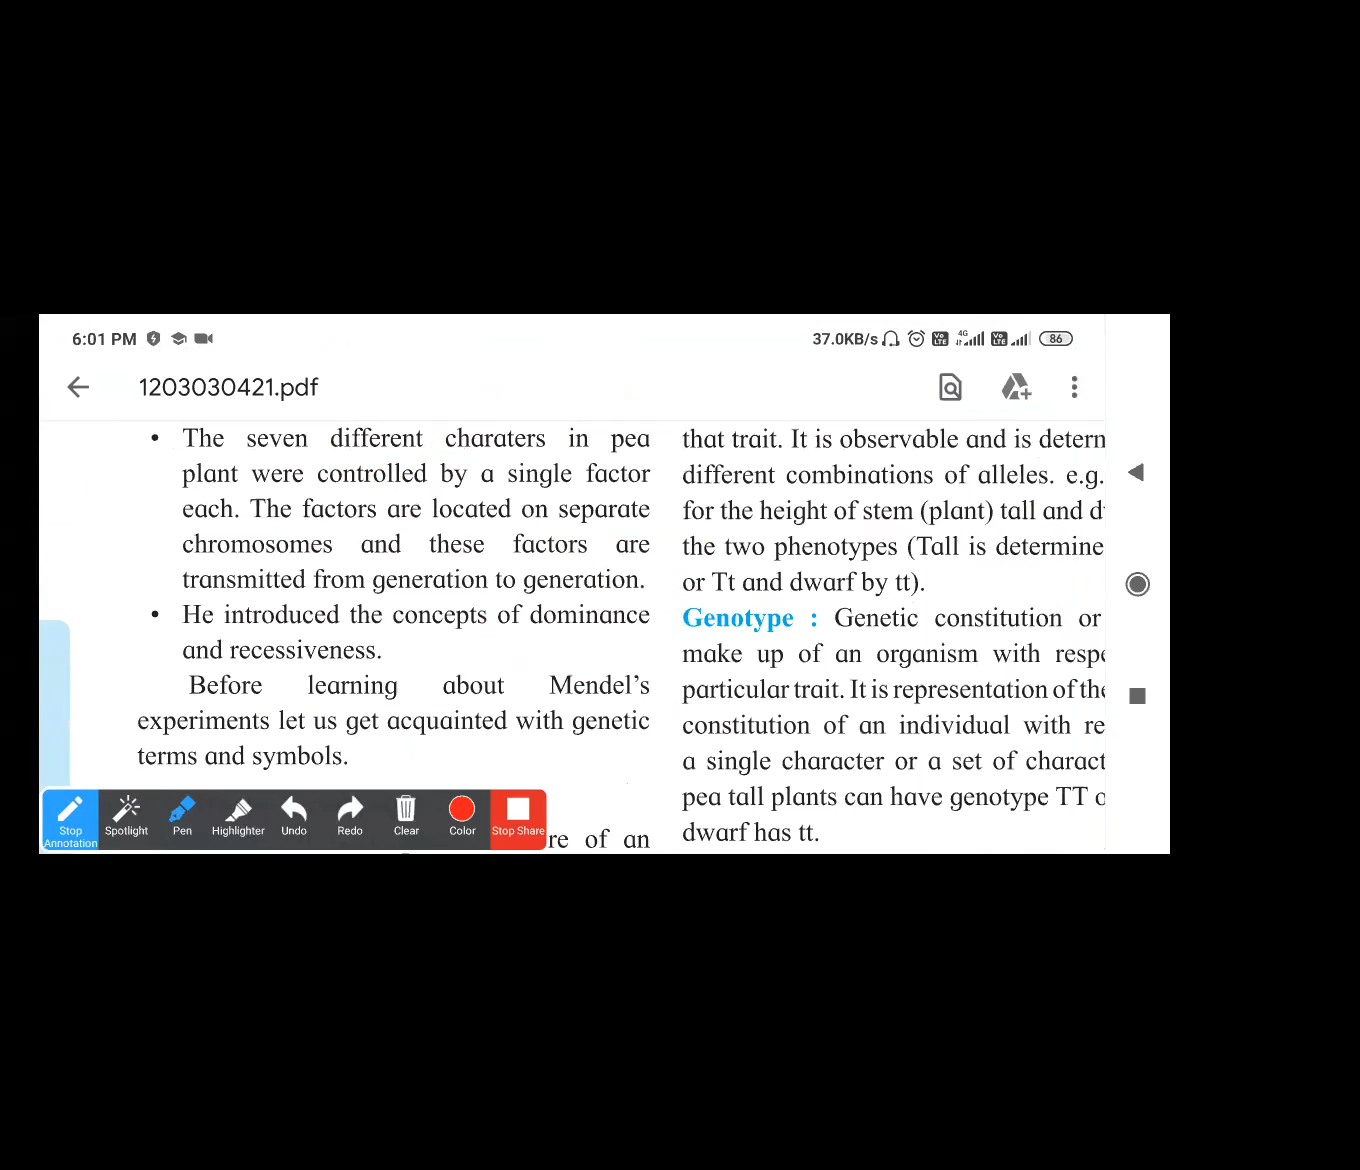 6:01 PM
37.0KB/s
4G
Vo LTE
Vo LTE
86
1203030421.pdf
• The seven different charaters in pea
plant were controlled by a single factor
each. The factors are located on separate
chromosomes and these factors are
transmitted from generation to generation.
• He introduced the concepts of dominance
and recessiveness.
Before learning about Mendel's
experiments let us get acquainted with genetic
terms and symbols.
re of an
that trait. It is observable and is
different combinations of alleles. e.g.
for the height of stem (plant) tall and
the two phenotypes (Tall is determine
or Tt and dwarf by tt).
Genotype : Genetic constitution or
make up of an organism with
particular trait. It is representation of the
constitution of an individual with re
a single character or a set of charact
pea tall plants can have genotype TT
dwarf has tt.
Stop Annotation
Spotlight
Pen
Highlighter
Undo
Redo
Clear
Color
Stop Share